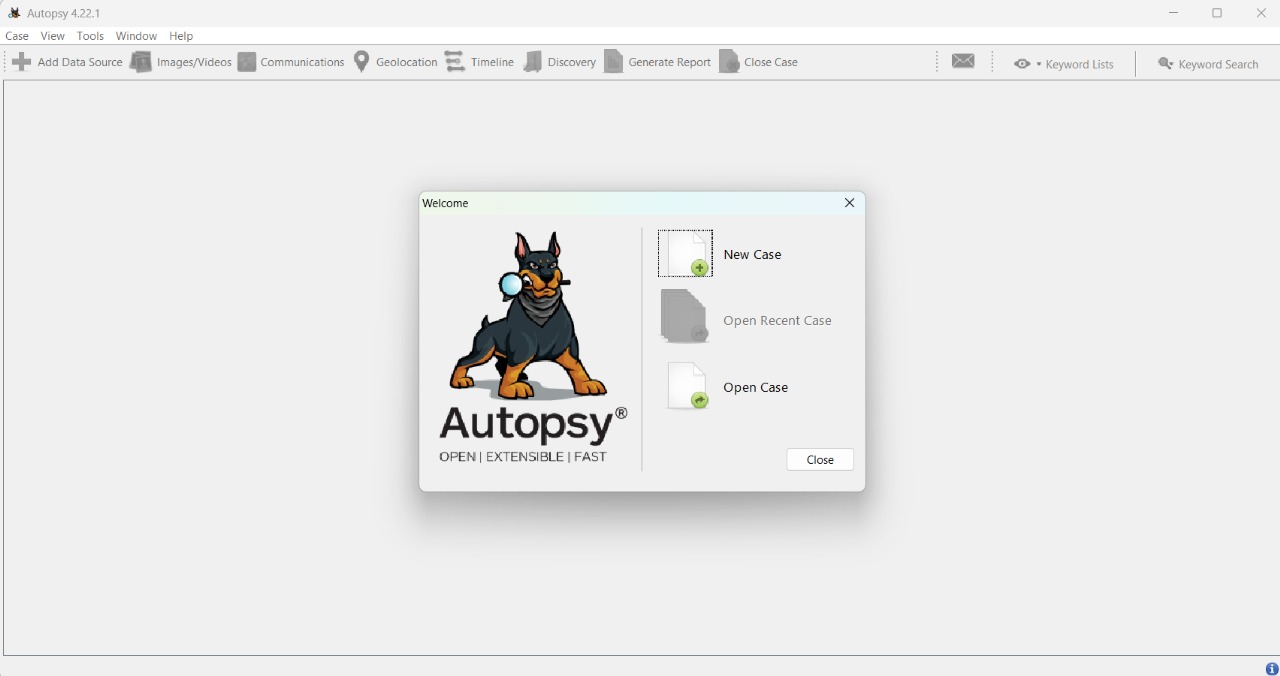 Autopsy 4.22.1
Case View Tools Window Help
Add Data Source Images/Videos Communications Geolocation Timeline Discovery Generate Report Close Case Keyword Lists Keyword Search
Welcome
New Case
Open Recent Case
Open Case
Autopsy®
OPEN | EXTENSIBLE | FAST
Close